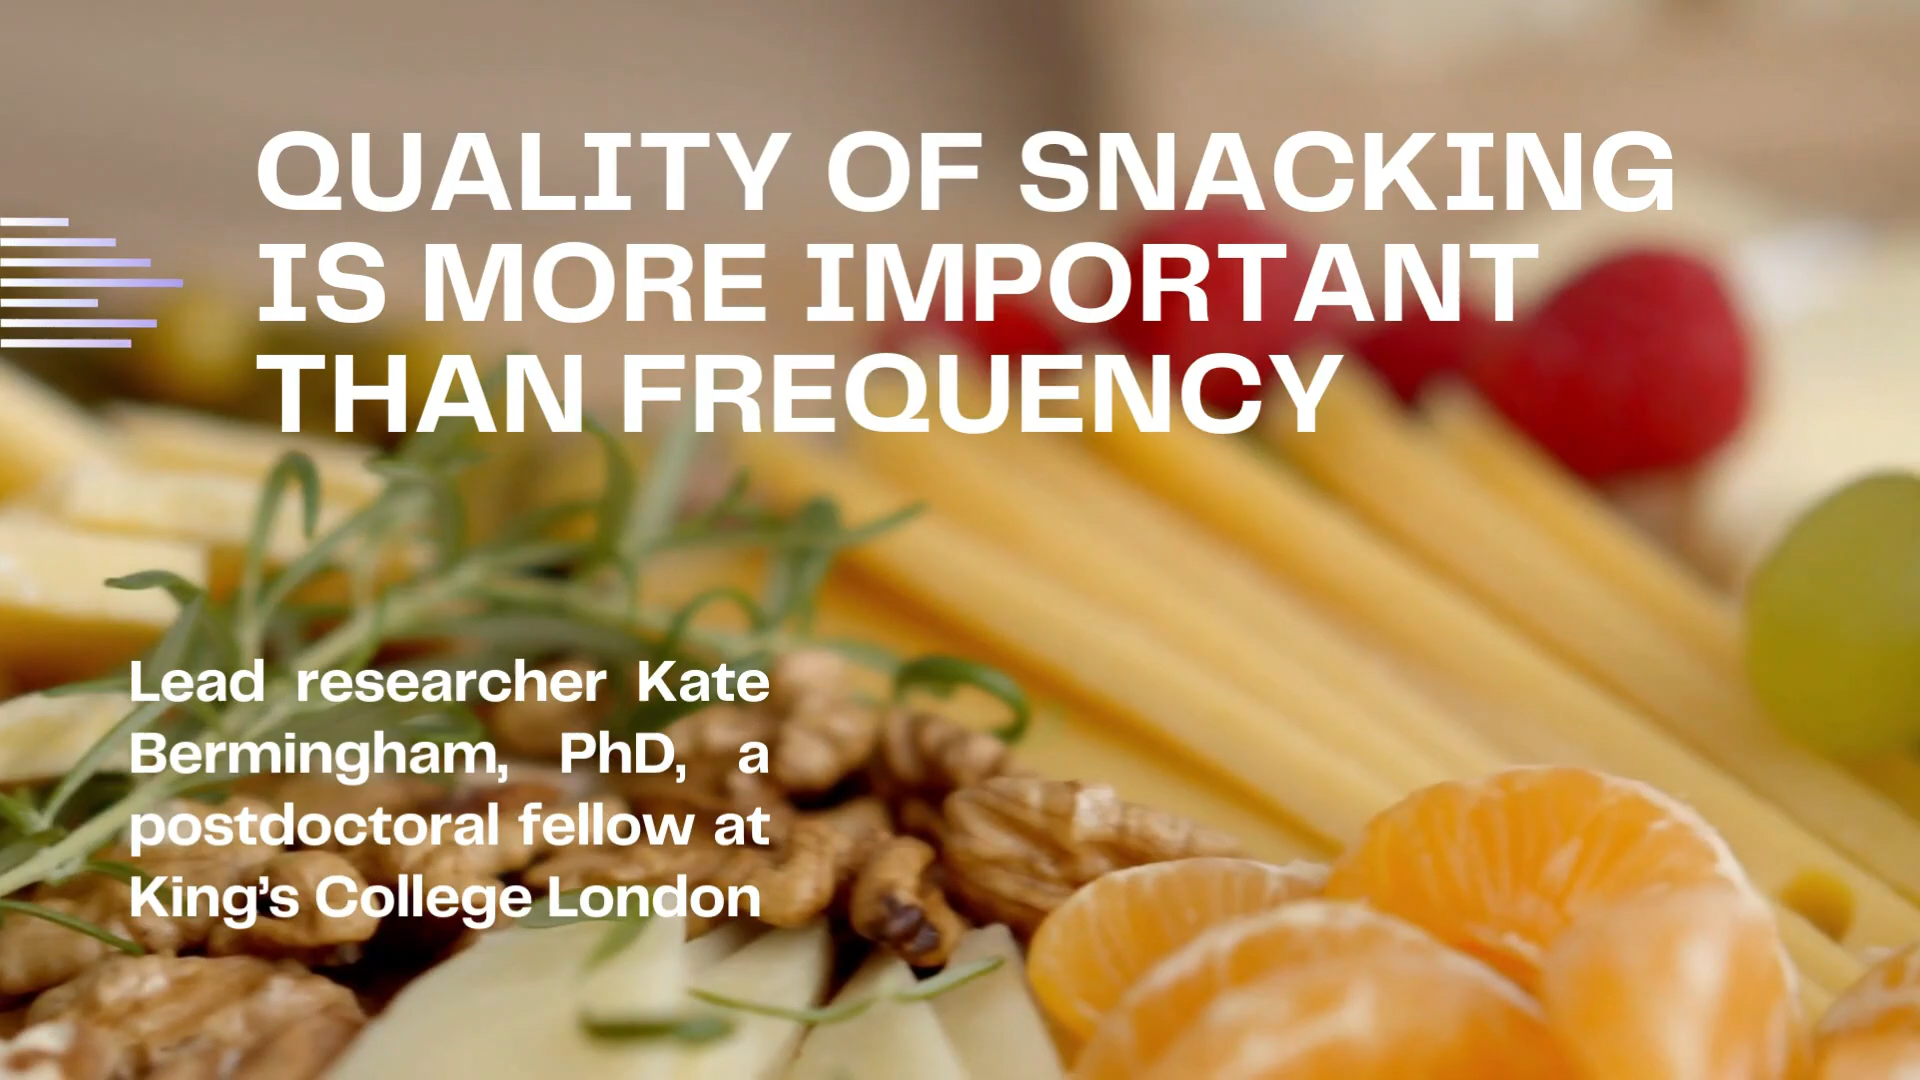 QUALITY OF SNACKING
IS MORE IMPORTANT
THAN FREQUENCY
Lead researcher Kate
Bermingham, PhD, a
postdoctoral fellow at
King’s College London